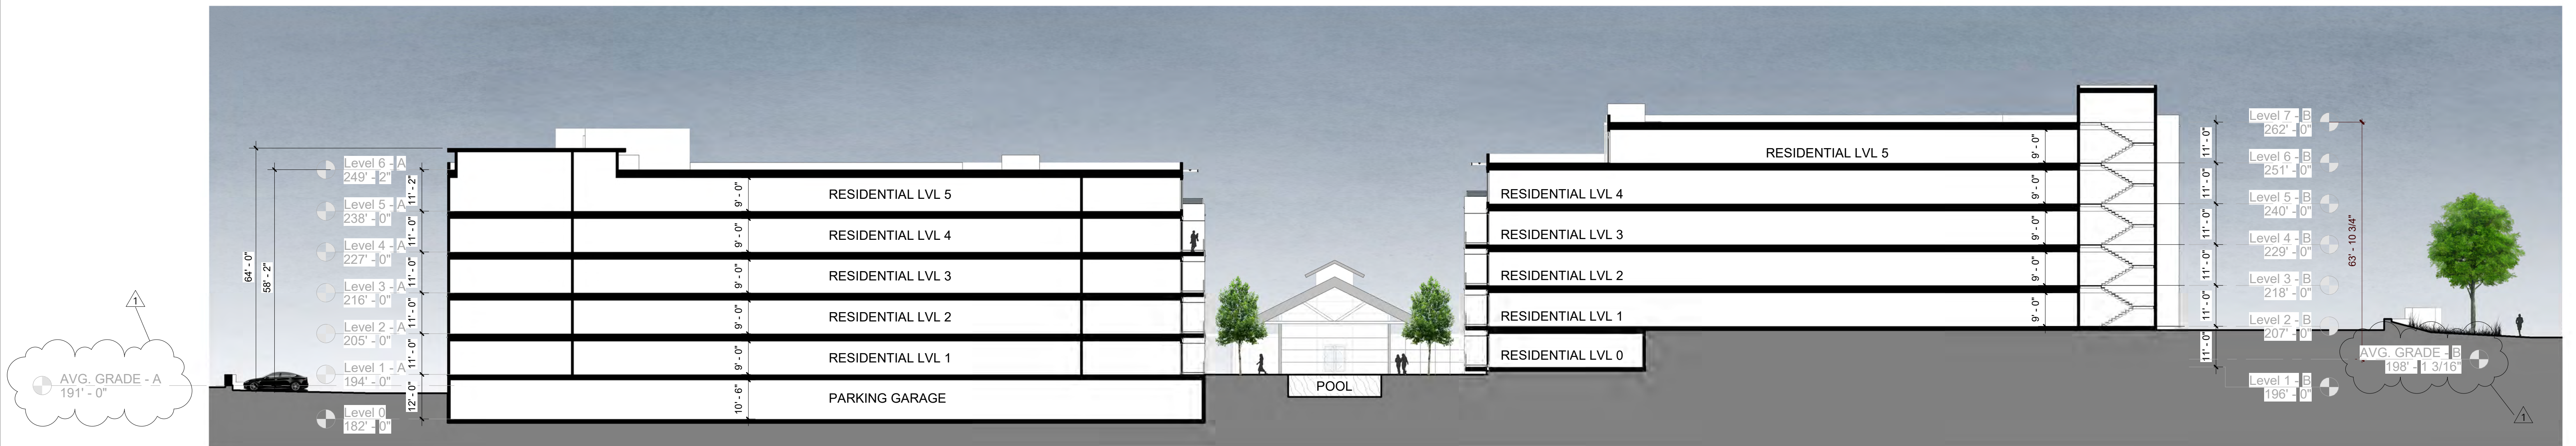 1
AVG. GRADE - A
191' - 0"
64' - 0"
58' - 2"
Level 6 - A
249' - 2"
Level 5 - A
238' - 0"
Level 4 - A
227' - 0"
Level 3 - A
216' - 0"
Level 2 - A
205' - 0"
Level 1 - A
194' - 0"
Level 0
182' - 0"
11' - 2"
11' - 0"
11' - 0"
11' - 0"
11' - 0"
12' - 0"
9' - 0"
RESIDENTIAL LVL 5
9' - 0"
RESIDENTIAL LVL 4
9' - 0"
RESIDENTIAL LVL 3
9' - 0"
RESIDENTIAL LVL 2
9' - 0"
RESIDENTIAL LVL 1
10' - 6"
PARKING GARAGE
POOL
RESIDENTIAL LVL 5
9' - 0"
RESIDENTIAL LVL 4
9' - 0"
RESIDENTIAL LVL 3
9' - 0"
RESIDENTIAL LVL 2
9' - 0"
RESIDENTIAL LVL 1
9' - 0"
RESIDENTIAL LVL 0
11' - 0"
11' - 0"
11' - 0"
11' - 0"
11' - 0"
11' - 0"
Level 7 - B
262' - 0"
Level 6 - B
251' - 0"
Level 5 - B
240' - 0"
Level 4 - B
229' - 0"
Level 3 - B
218' - 0"
Level 2 - B
207' - 0"
Level 1 - B
196' - 0"
63' - 10 3/4"
AVG. GRADE - B
198' - 1 3/16"
1